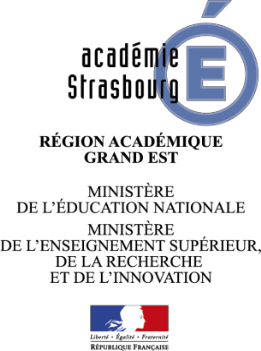 académie
Strasbourg
É
RÉGION ACADÉMIQUE
GRAND EST
MINISTÈRE
DE L'ÉDUCATION NATIONALE
MINISTÈRE
DE L'ENSEIGNEMENT SUPÉRIEUR,
DE LA RECHERCHE
ET DE L'INNOVATION
Liberté • Égalité • Fraternité
RÉPUBLIQUE FRANÇAISE